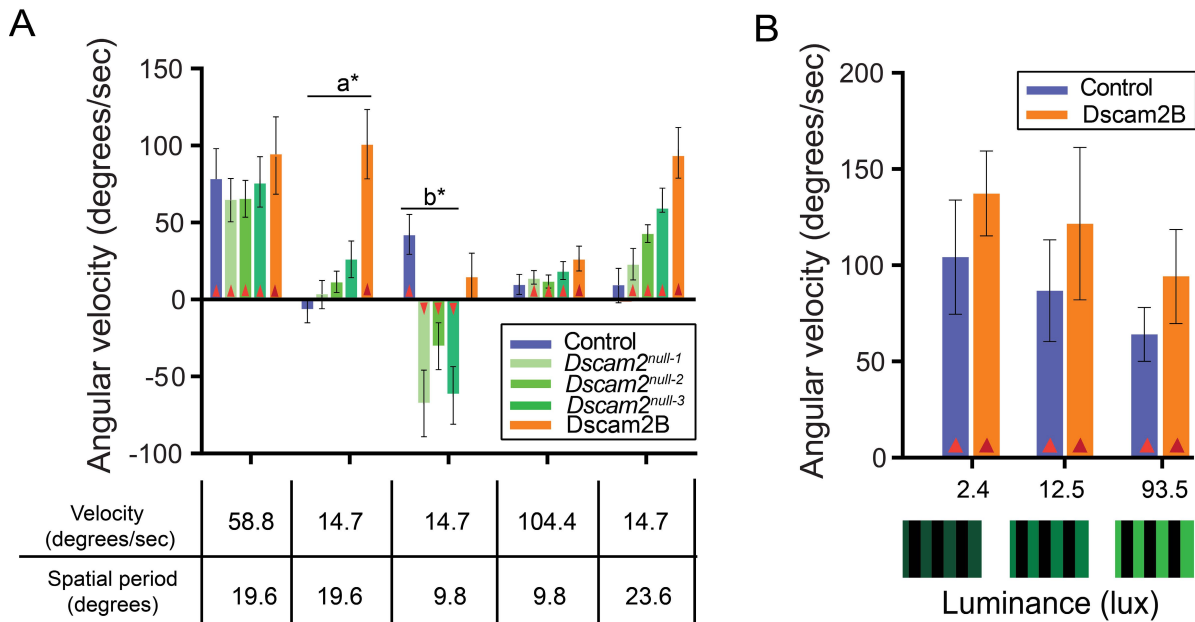 A
Angular velocity (degrees/sec)
150
100
50
0
-50
-100
a*
b*
Control
Dscam2null-1
Dscam2null-2
Dscam2null-3
Dscam2B
Velocity
(degrees/sec)
58.8 14.7 14.7 104.4 14.7
Spatial period
(degrees)
19.6 19.6 9.8 9.8 23.6
B
Angular velocity (degrees/sec)
200
150
100
50
0
Control
Dscam2B
2.4 12.5 93.5
Luminance (lux)